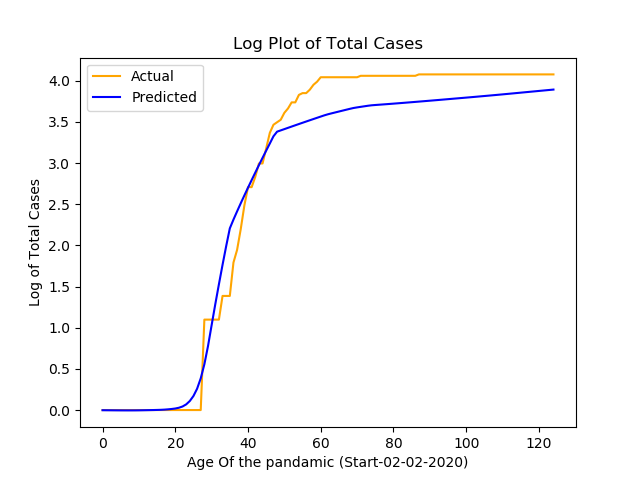 Log Plot of Total Cases
Actual
Predicted
Log of Total Cases
4.0
3.5
3.0
2.5
2.0
1.5
1.0
0.5
0.0
0 20 40 60 80 100 120
Age Of the pandamic (Start-02-02-2020)